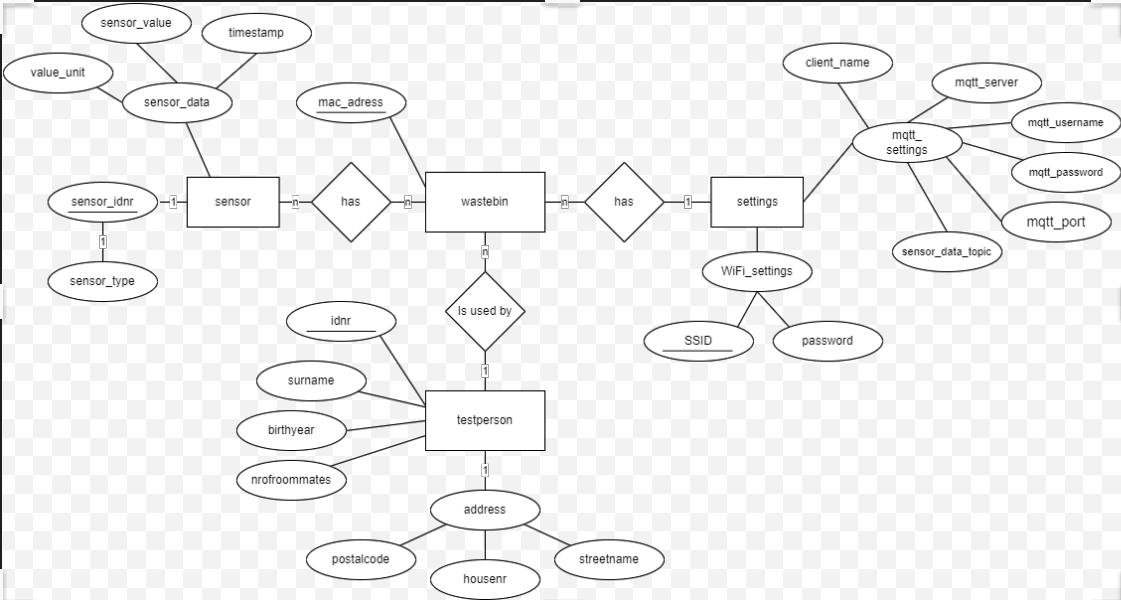 sensor_value
timestamp
client_name
value_unit
mqtt_server
sensor_data
mac_adress
mqtt_username
mqtt_
settings
mqtt_password
sensor_idnr
1
sensor
n
has
n
wastebin
n
has
1
settings
mqtt_port
1
n
sensor_data_topic
sensor_type
WiFi_settings
Is used by
idnr
SSID
password
1
surname
testperson
birthyear
nrofroommates
1
address
postalcode
streetname
housenr